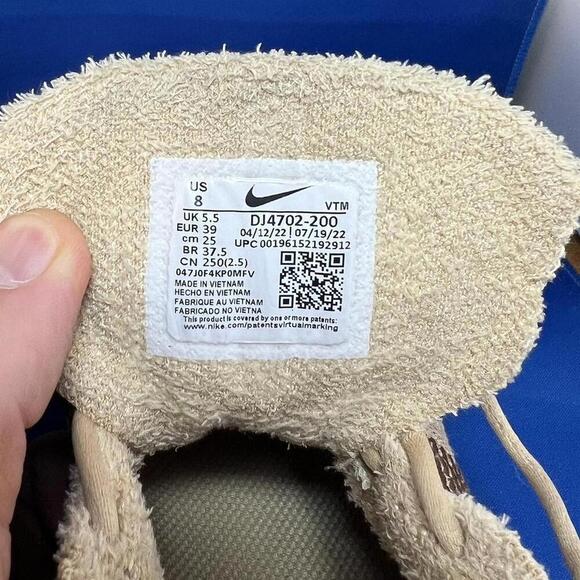 US
8
VTM
UK 5.5
EUR 39
cm 25
BR 37.5
CN 250(2.5)
DJ4702-200
04/12/22 | 07/19/22
UPC 00196152192912
047J0F4KP0MFV
MADE IN VIETNAM
HECHO EN VIETNAM
FABRIQUE AU VIETNAM
FABRICADO NO VIETNA
This product is covered by one or more patents:
www.nike.com/patentsvirtualmarking